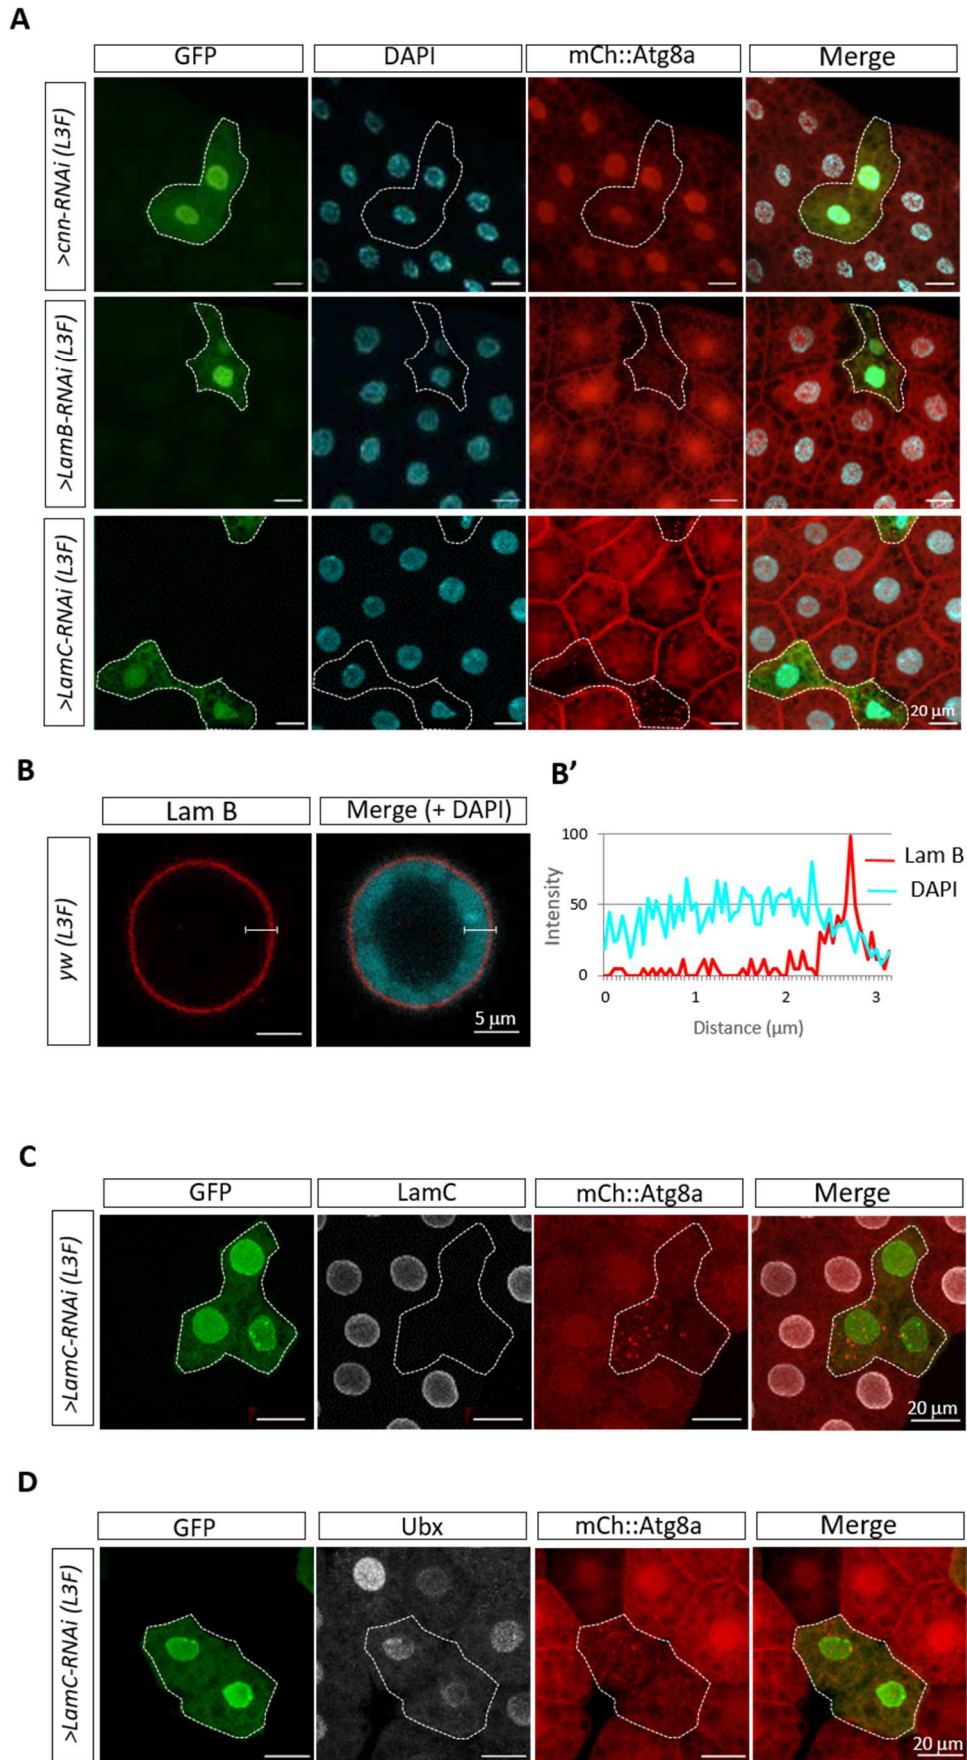 A
GFP DAPI mCh::Atg8a Merge
>cnn-RNAi (L3F)
>LamB-RNAi (L3F)
>LamC-RNAi (L3F)
20 µm
B
Lam B Merge (+ DAPI)
yw (L3F)
5 µm
B’
100
50
0
Intensity
Lam B
DAPI
0 1 2 3
Distance (µm)
C
GFP LamC mCh::Atg8a Merge
>LamC-RNAi (L3F)
20 µm
D
GFP Ubx mCh::Atg8a Merge
>LamC-RNAi (L3F)
20 µm